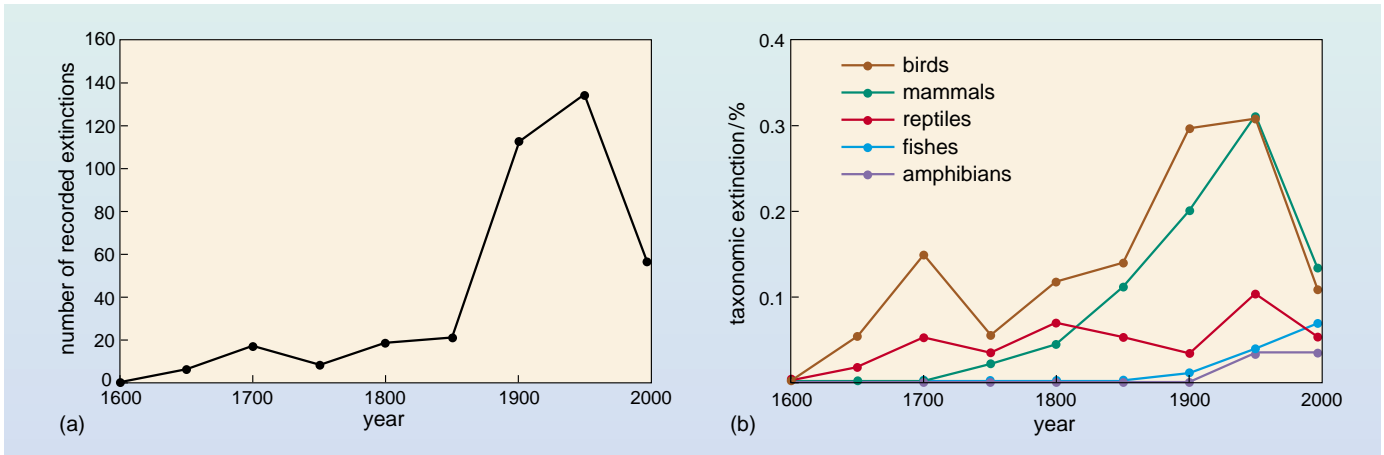 160
140
120
100
80
60
40
20
0
number of recorded extinctions
1600
1700
1800
1900
2000
year
(a)
0.4
0.3
0.2
0.1
taxonomic extinction/%
birds
mammals
reptiles
fishes
amphibians
1600
1700
1800
1900
2000
year
(b)